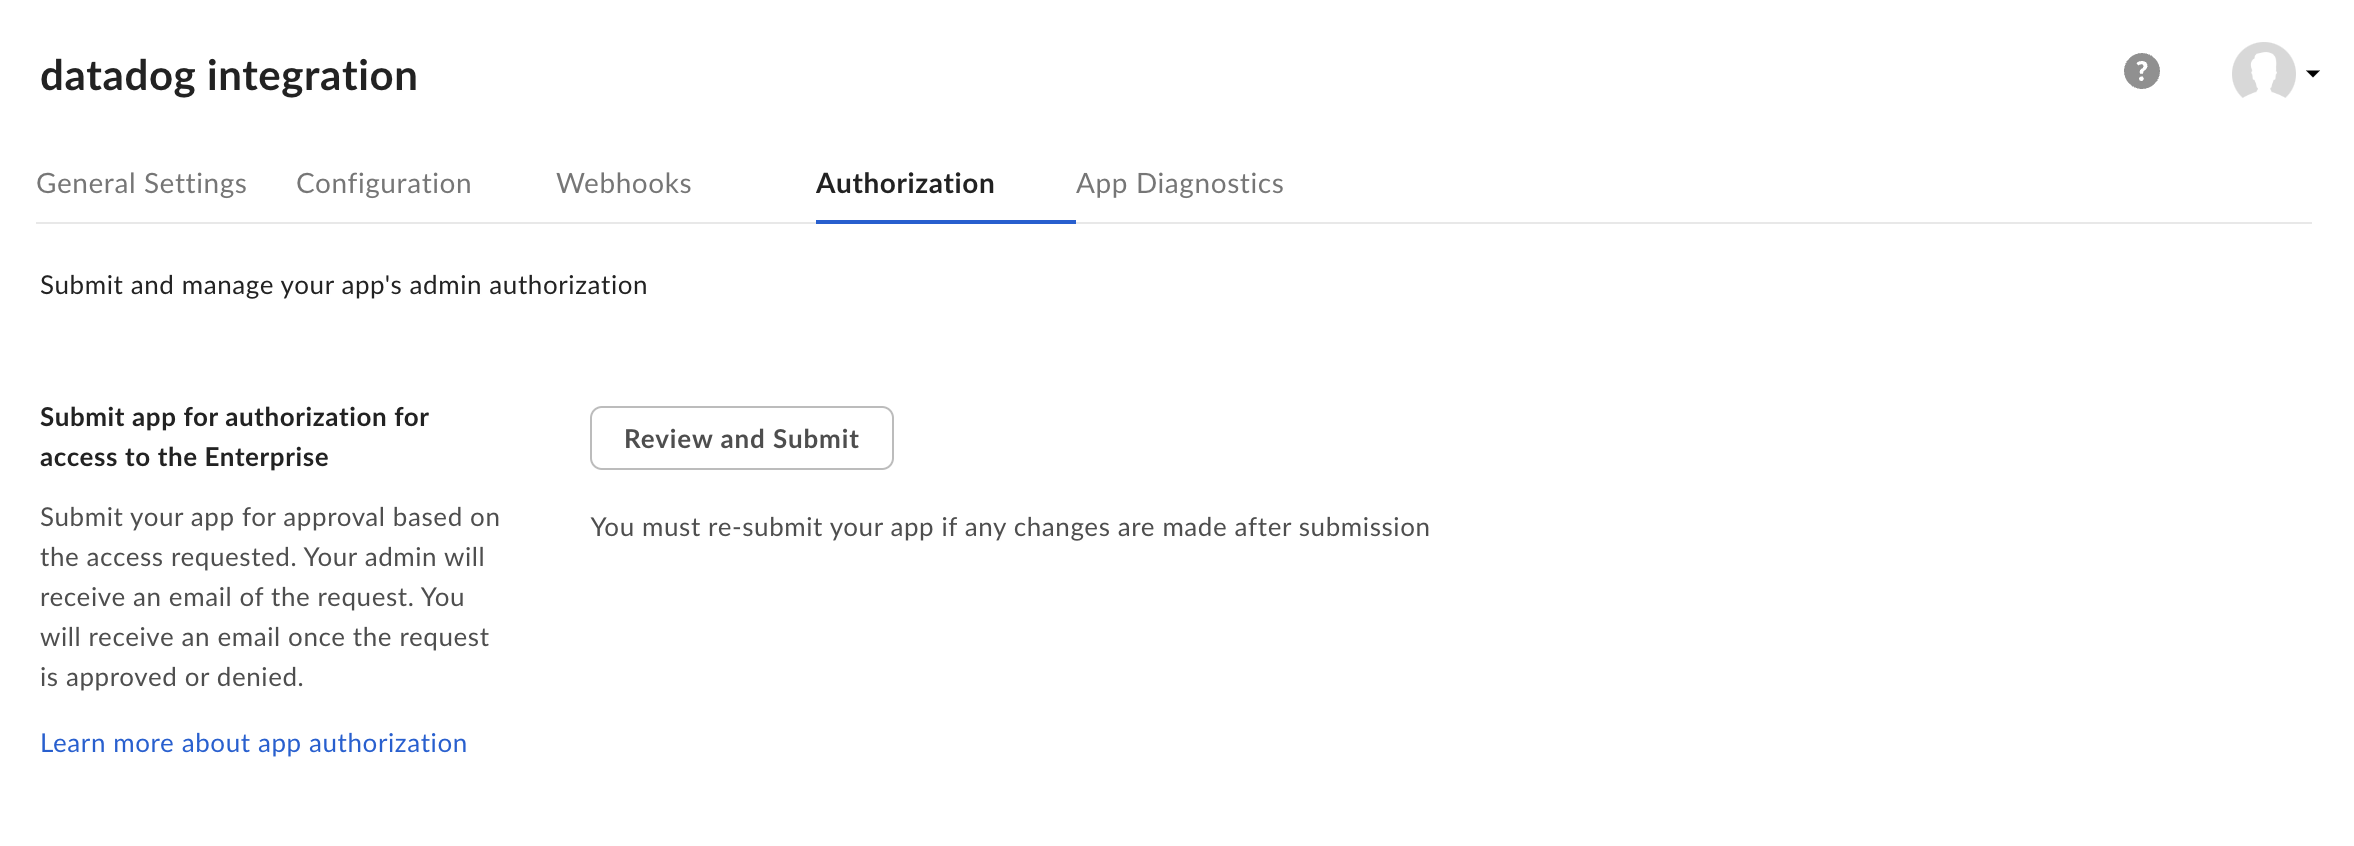 datadog integration
?
General Settings Configuration Webhooks Authorization App Diagnostics
Submit and manage your app's admin authorization
Submit app for authorization for
access to the Enterprise
Submit your app for approval based on
the access requested. Your admin will
receive an email of the request. You
will receive an email once the request
is approved or denied.
Learn more about app authorization
Review and Submit
You must re-submit your app if any changes are made after submission